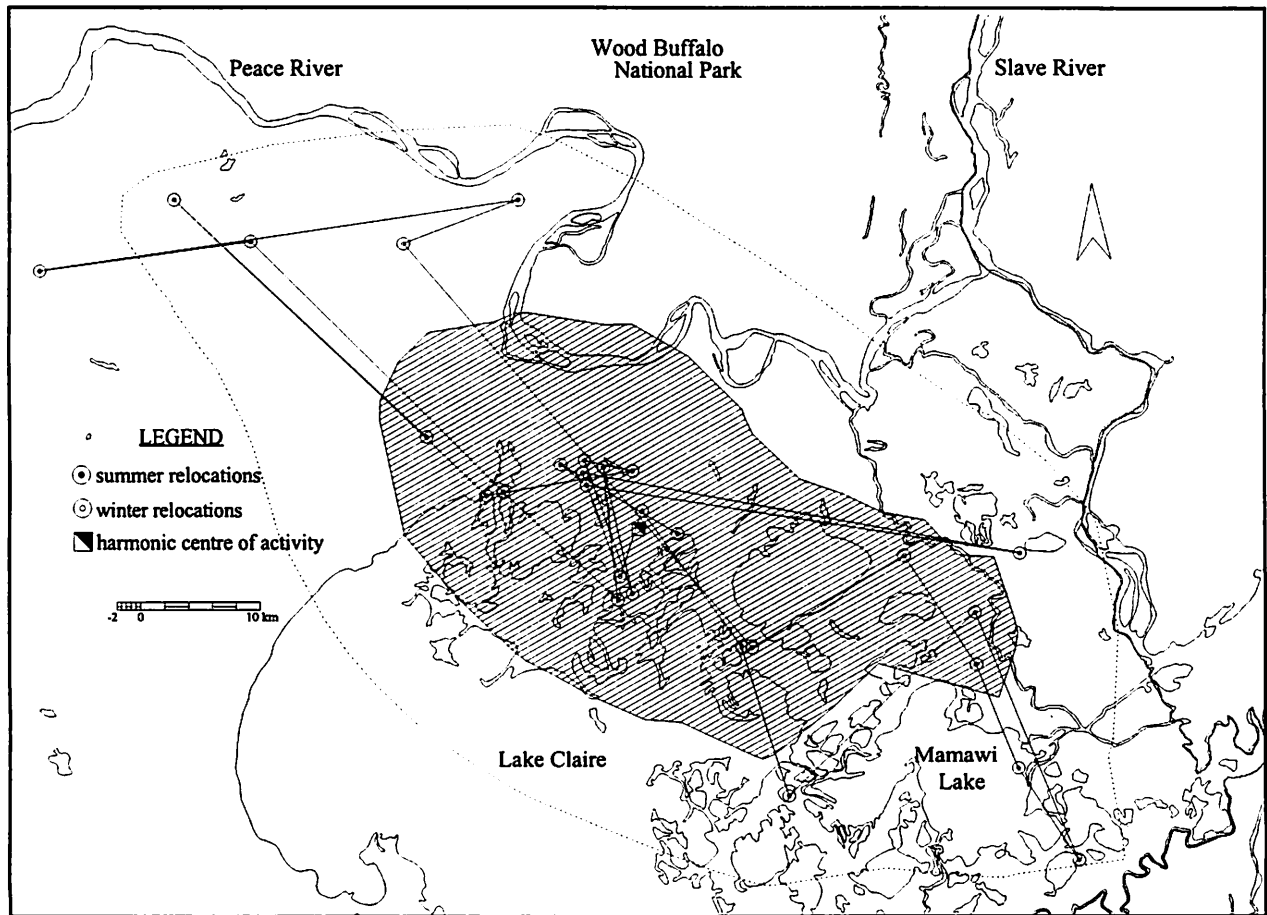 Peace River
Wood Buffalo
National Park
Slave River
LEGEND
summer relocations
winter relocations
harmonic centre of activity
-2 0 10 km
Lake Claire
Mamawi
Lake